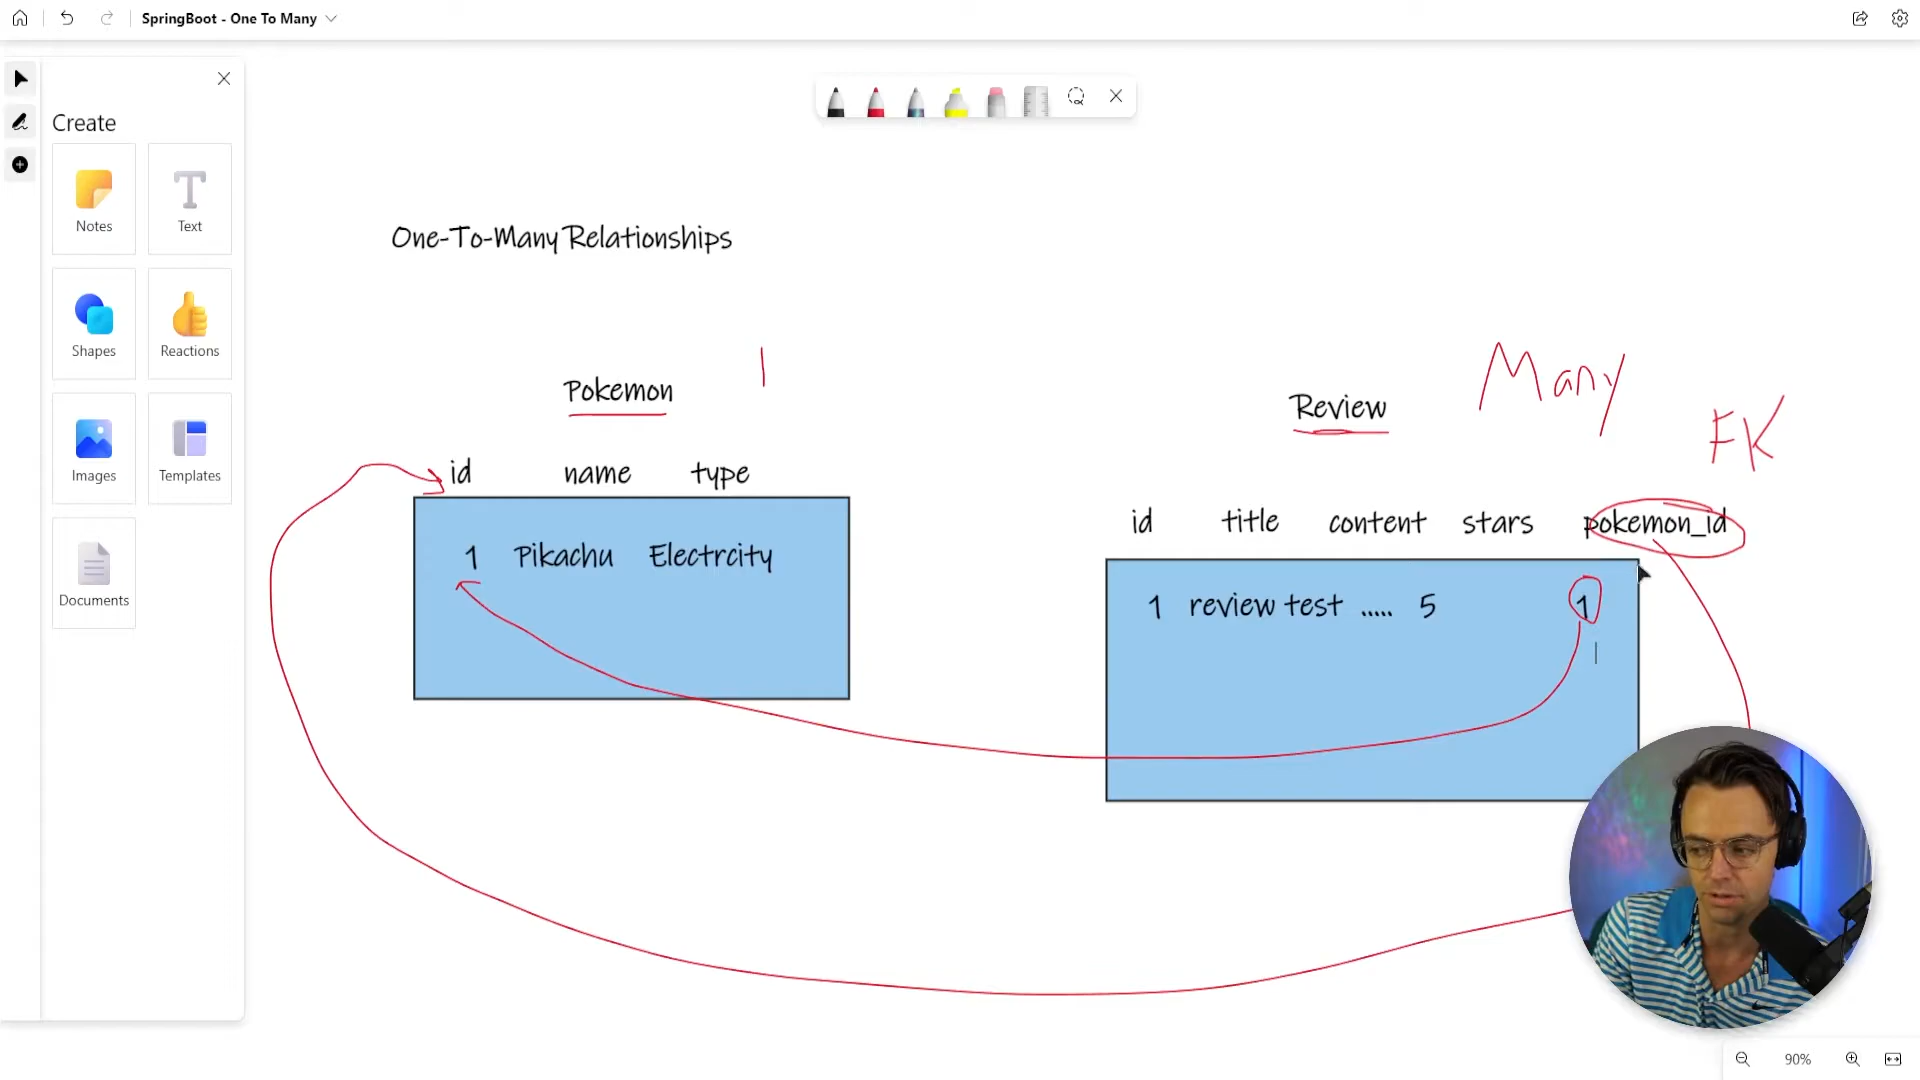 SpringBoot - One To Many
Create
Notes
Text
Shapes
Reactions
Images
Templates
Documents
One-To-Many Relationships
Pokemon
1
id name type
1 Pikachu Electrcity
Review
Many
FK
id title content stars pokemon_id
1 review test ..... 5 1
90%